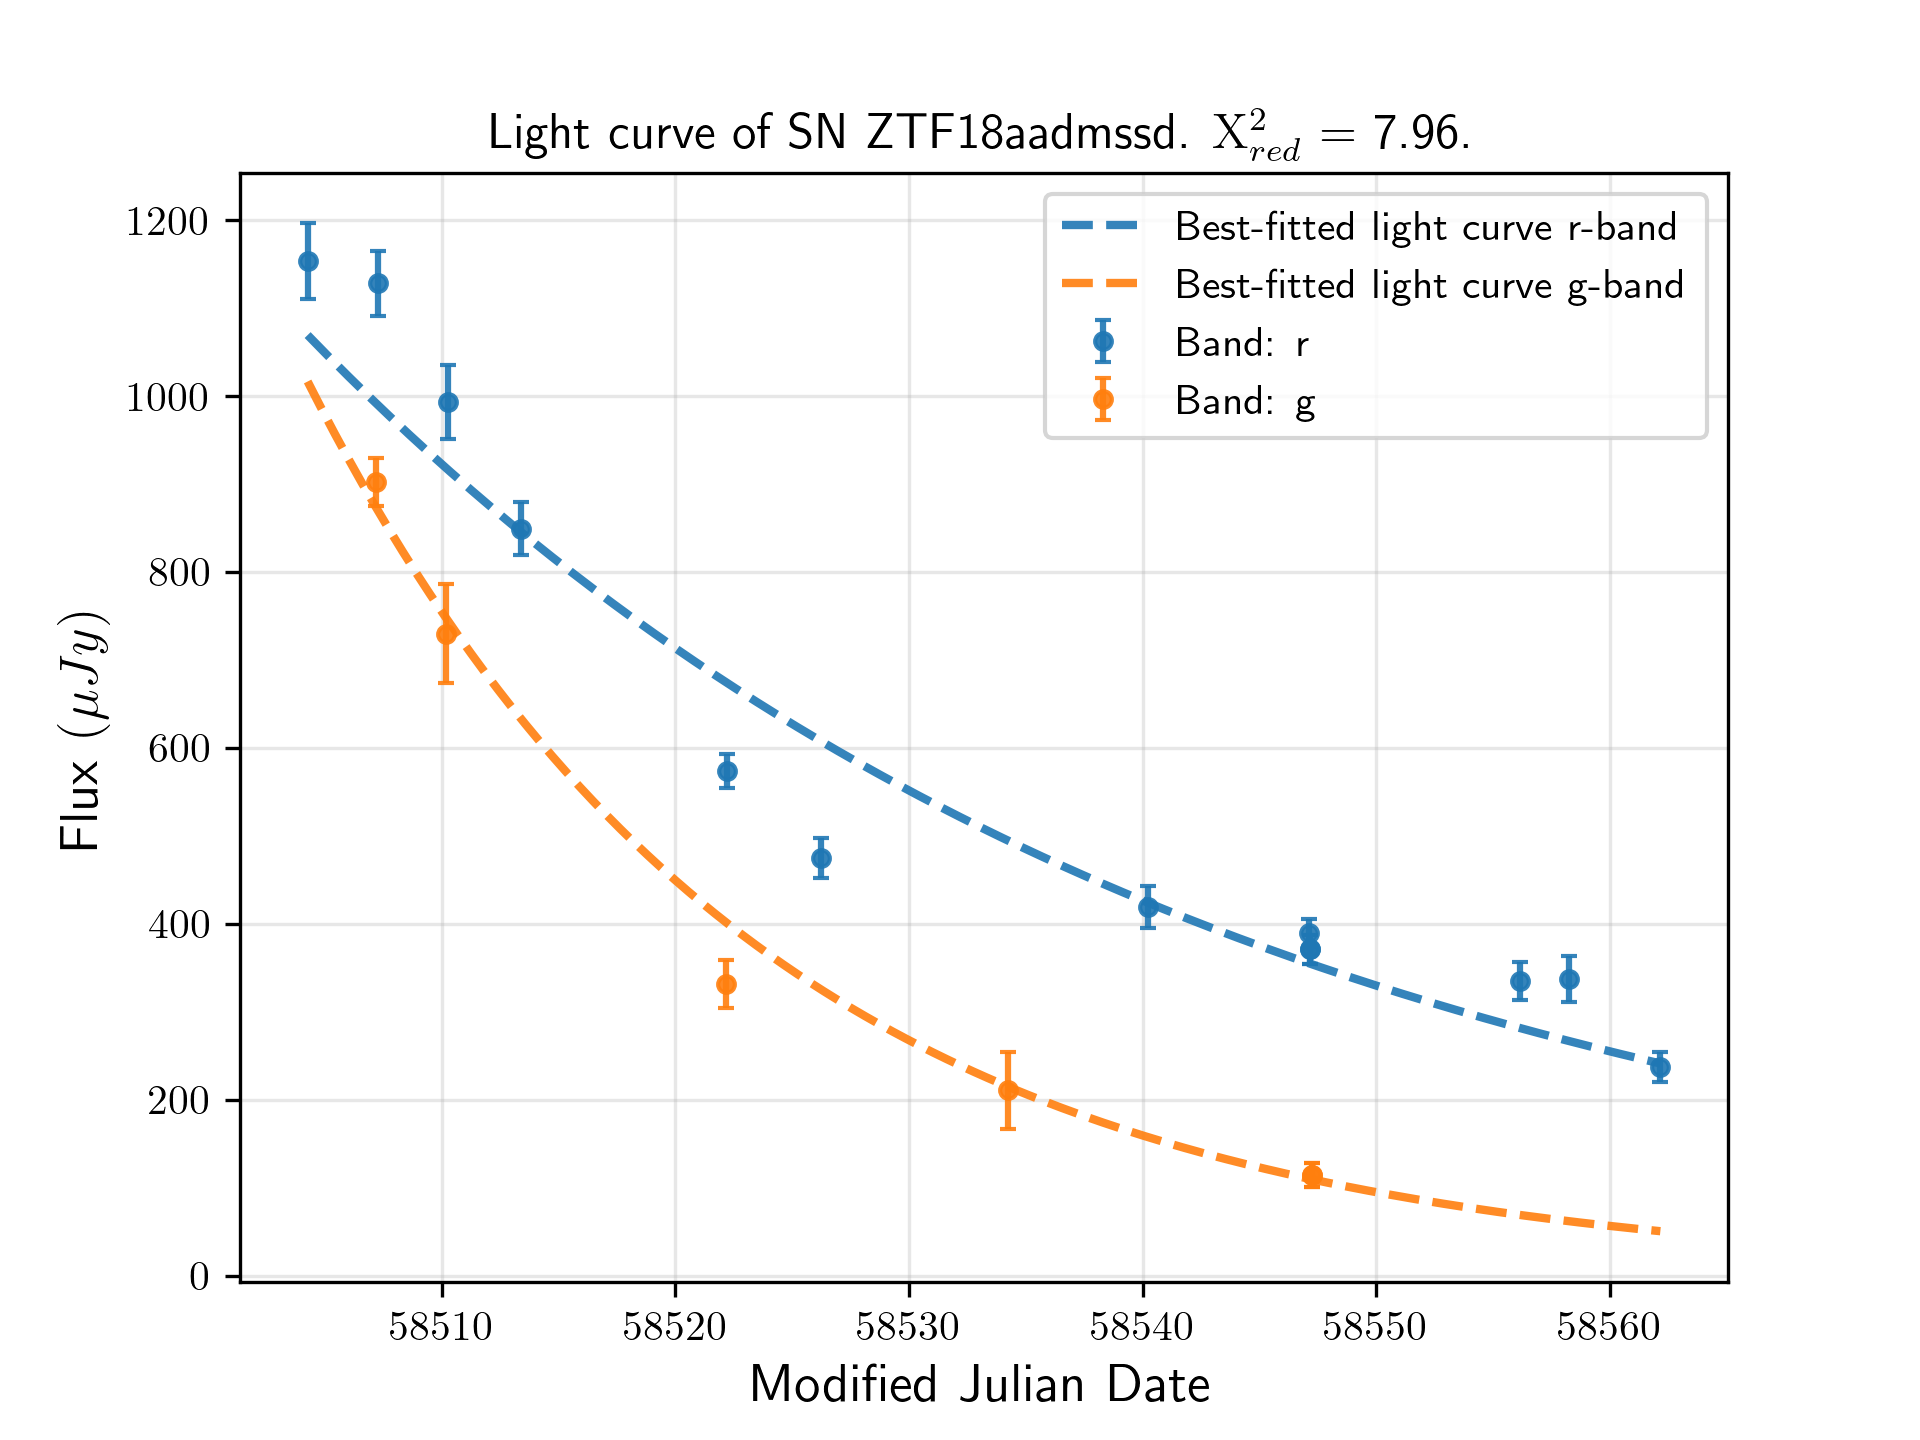 Light curve of SN ZTF18aadmssd. X²_red = 7.96.
Best-fitted light curve r-band
Best-fitted light curve g-band
Band: r
Band: g
Flux (μJy)
1200
1000
800
600
400
200
0
58510 58520 58530 58540 58550 58560
Modified Julian Date